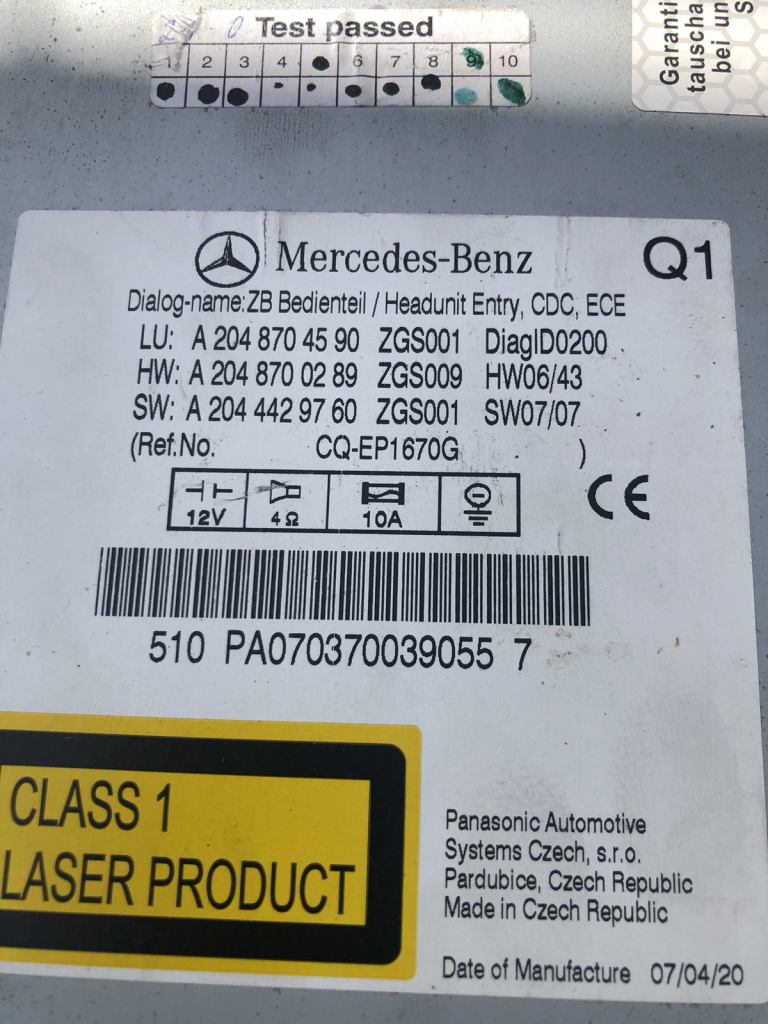 Test passed
1 2 3 4 6 7 8 9 10
Garanti
tauscha
bei un
S
Mercedes-Benz
Q1
Dialog-name:ZB Bedienteil / Headunit Entry, CDC, ECE
LU: A 204 870 45 90 ZGS001 DiagID0200
HW: A 204 870 02 89 ZGS009 HW06/43
SW: A 204 442 97 60 ZGS001 SW07/07
(Ref.No. CQ-EP1670G )
12V 4Ω 10A
CE
510 PA070370039055 7
CLASS 1
LASER PRODUCT
Panasonic Automotive
Systems Czech, s.r.o.
Pardubice, Czech Republic
Made in Czech Republic
Date of Manufacture 07/04/20